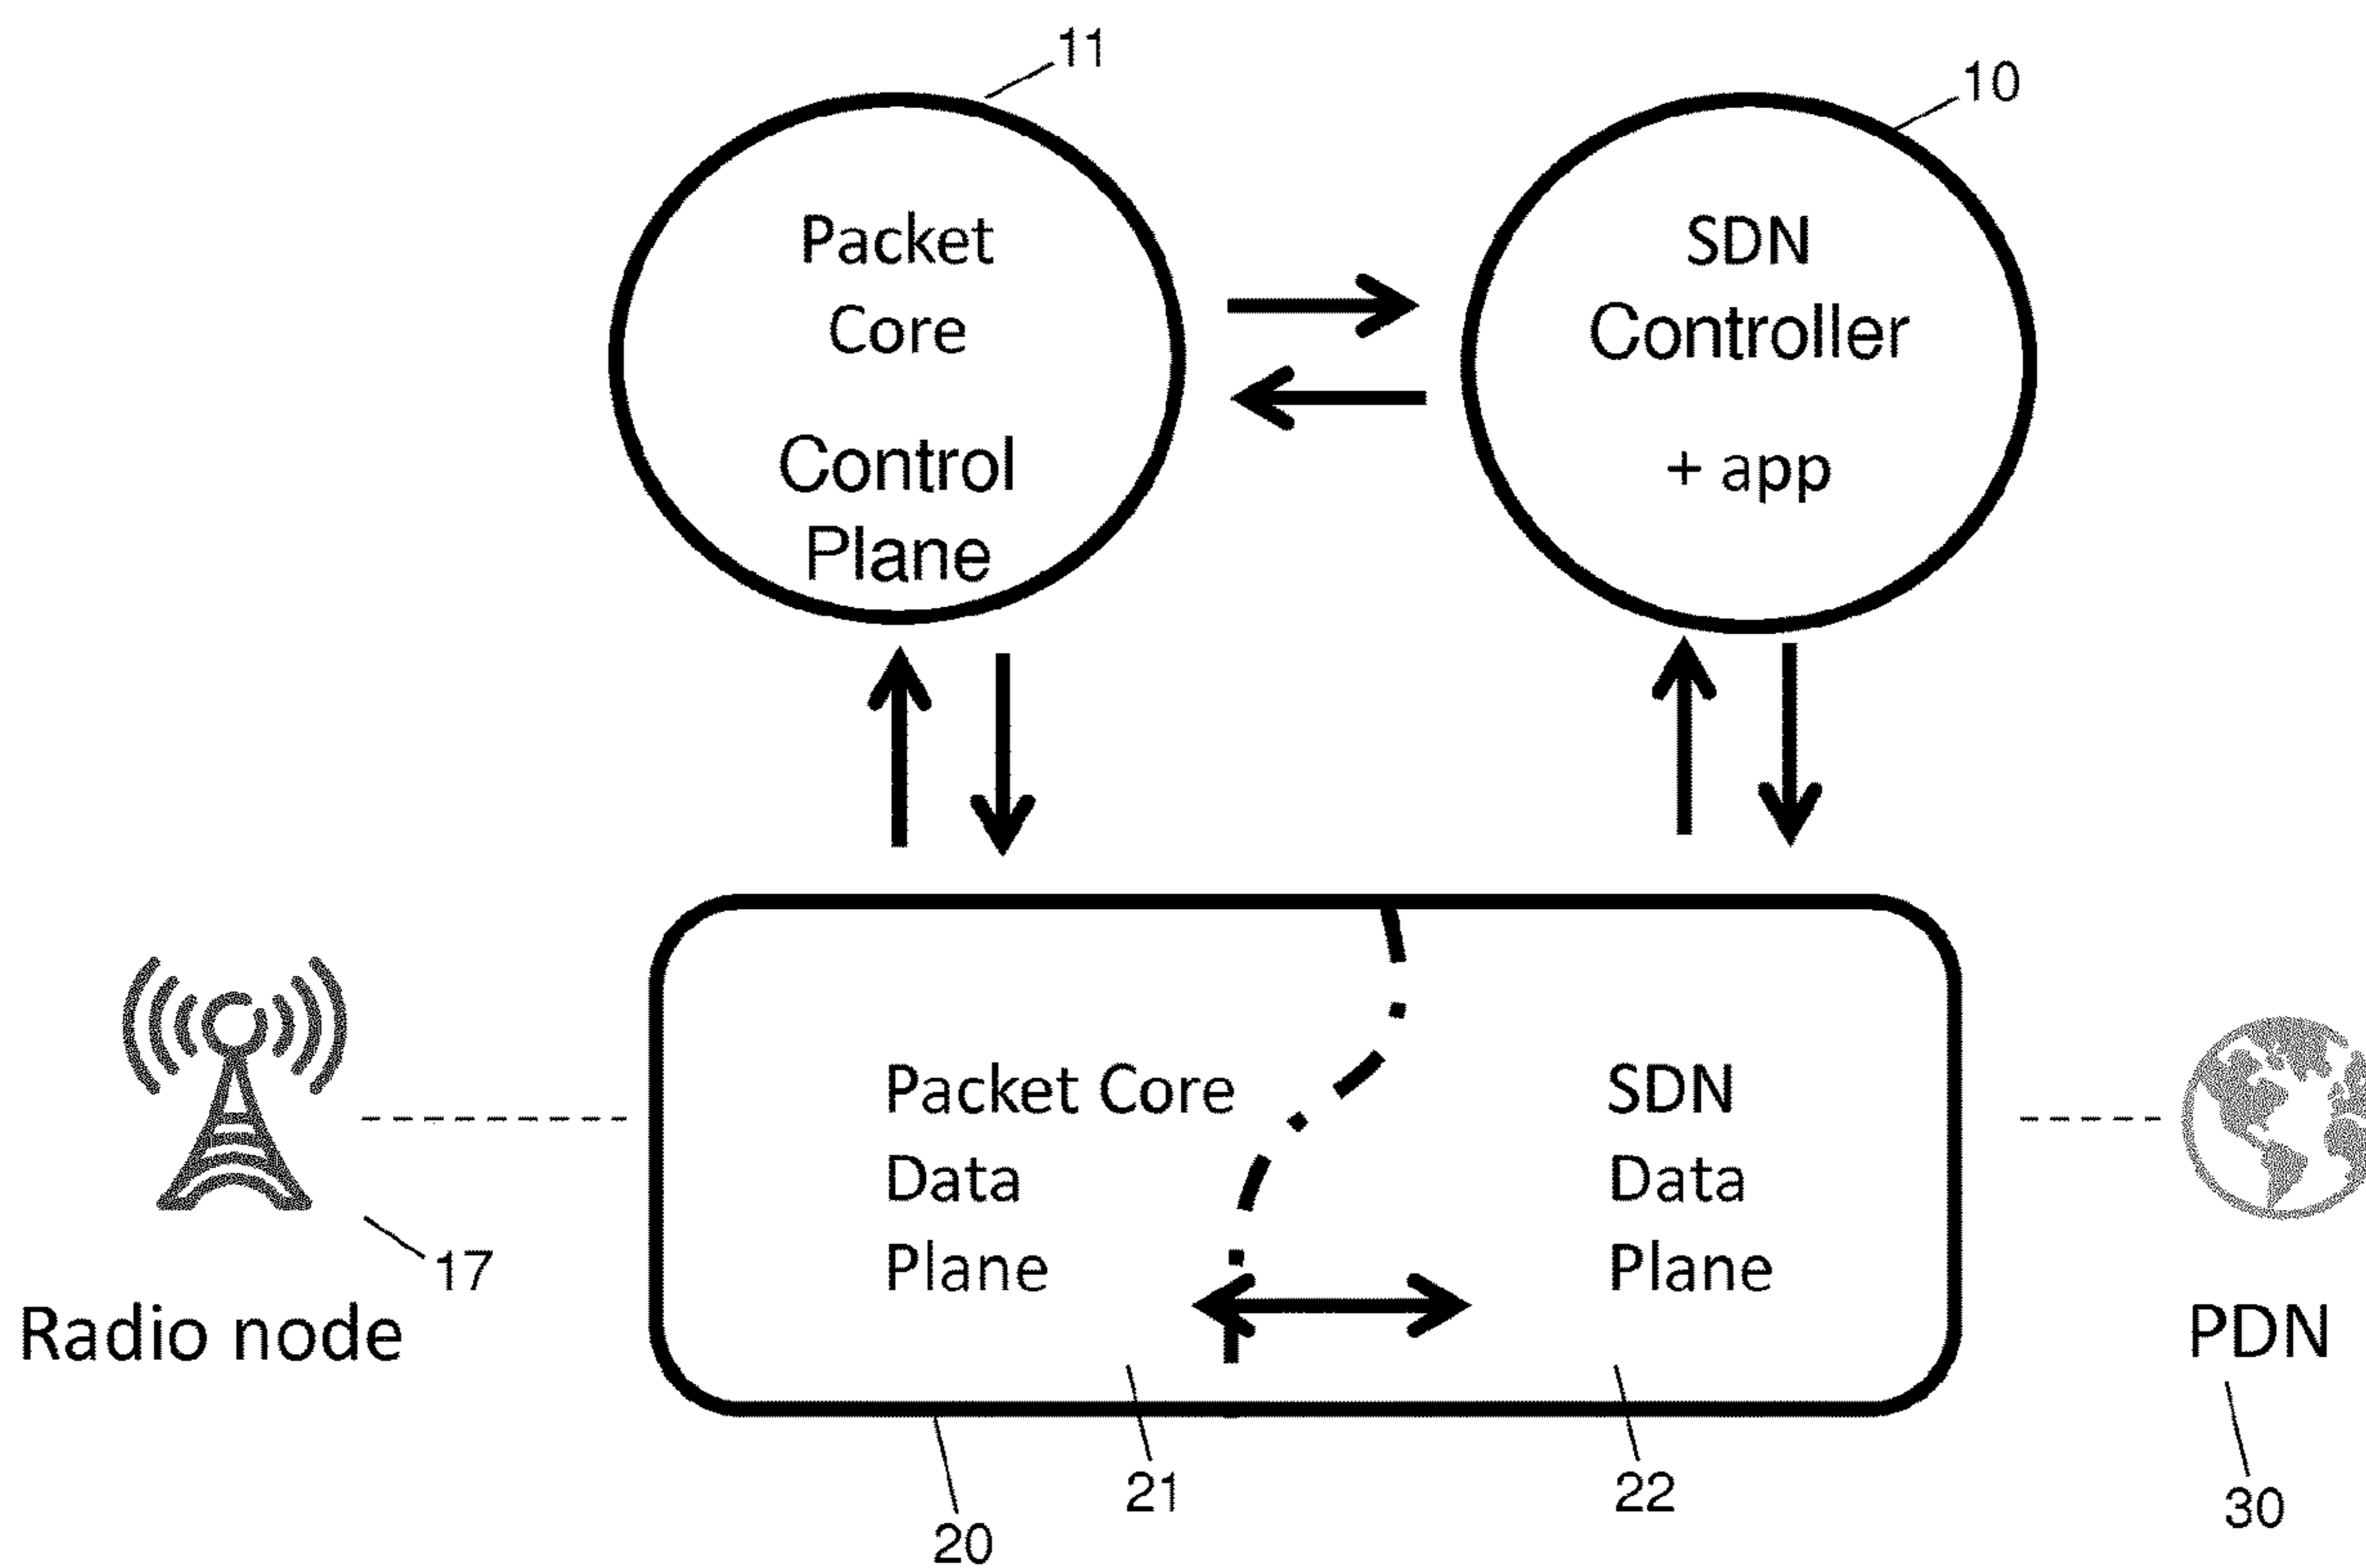 11
10
Packet
Core
Control
Plane
SDN
Controller
+ app
Packet Core
Data
Plane
SDN
Data
Plane
17
Radio node
PDN
21
22
30
20